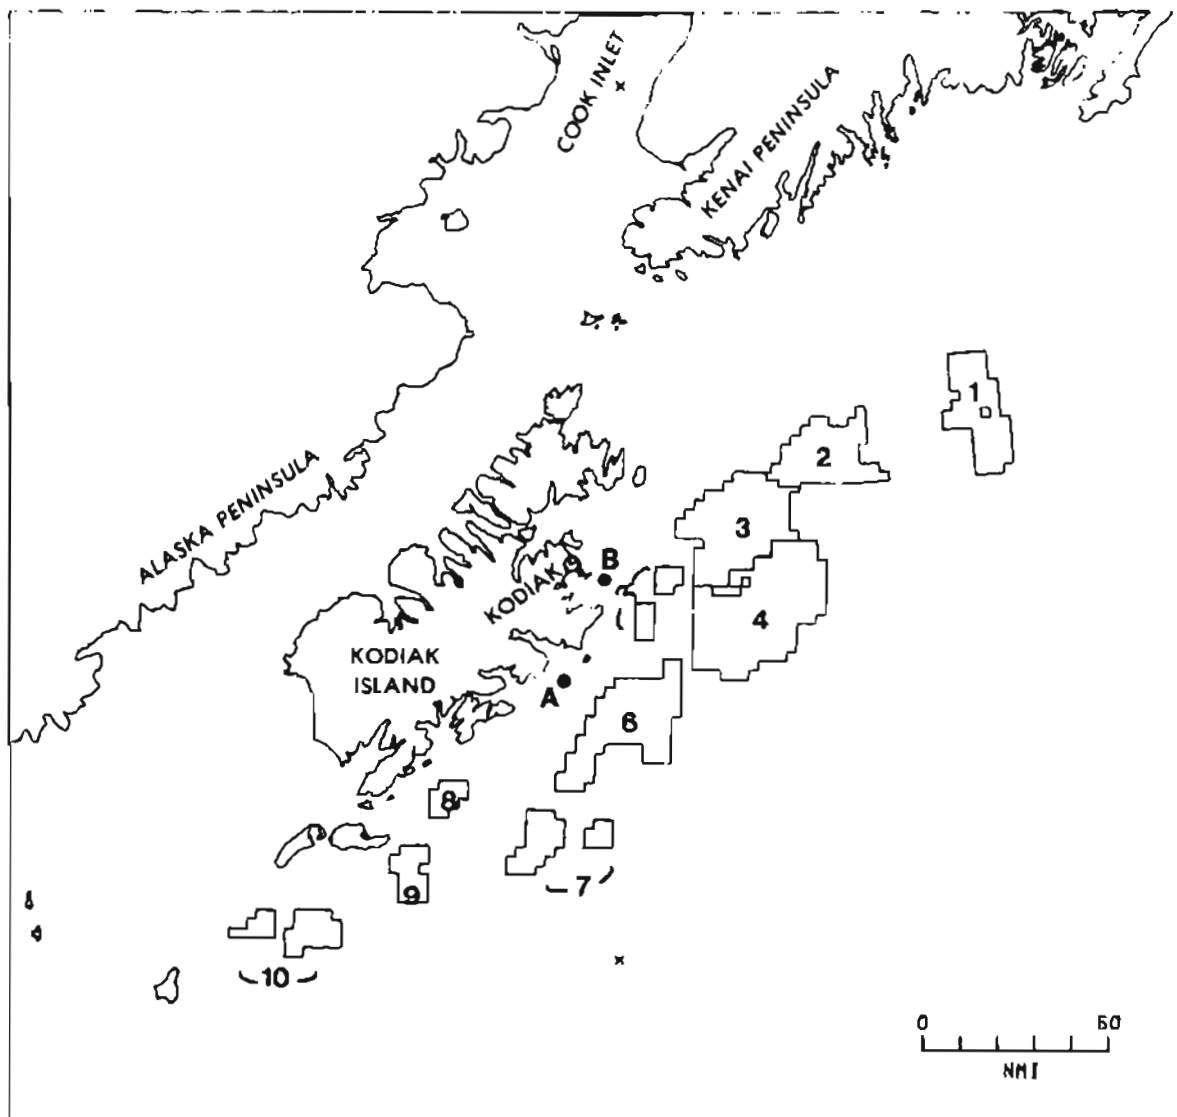 COOK INLET
KENAI PENINSULA
1
ALASKA PENINSULA
2
3
KODIAK
B
4
KODIAK
ISLAND
A
6
8
7
9
10
0
50
NMI